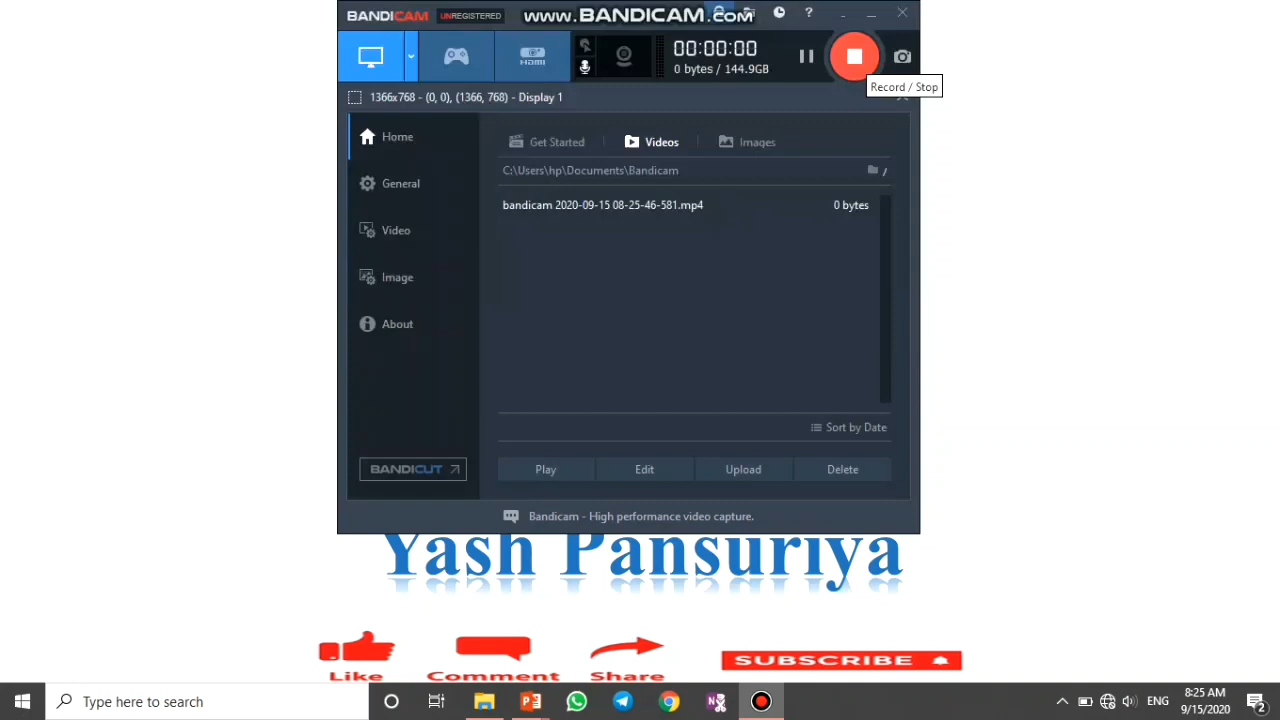 BANDICAM UNREGISTERED www.BANDICAM.com ?
HDMI
00:00:00
0 bytes / 144.9GB
Record / Stop
1366x768 - (0, 0), (1366, 768) - Display 1
Home
General
Video
Image
About
BANDICUT
Get Started
Videos
Images
C:\Users\hp\Documents\Bandicam
bandicam 2020-09-15 08-25-46-581.mp4 0 bytes
Sort by Date
Play Edit Upload Delete
Bandicam - High performance video capture.
Yash Pansuriya
Like Comment Share SUBSCRIBE
Type here to search
ENG
8:25 AM
9/15/2020
2